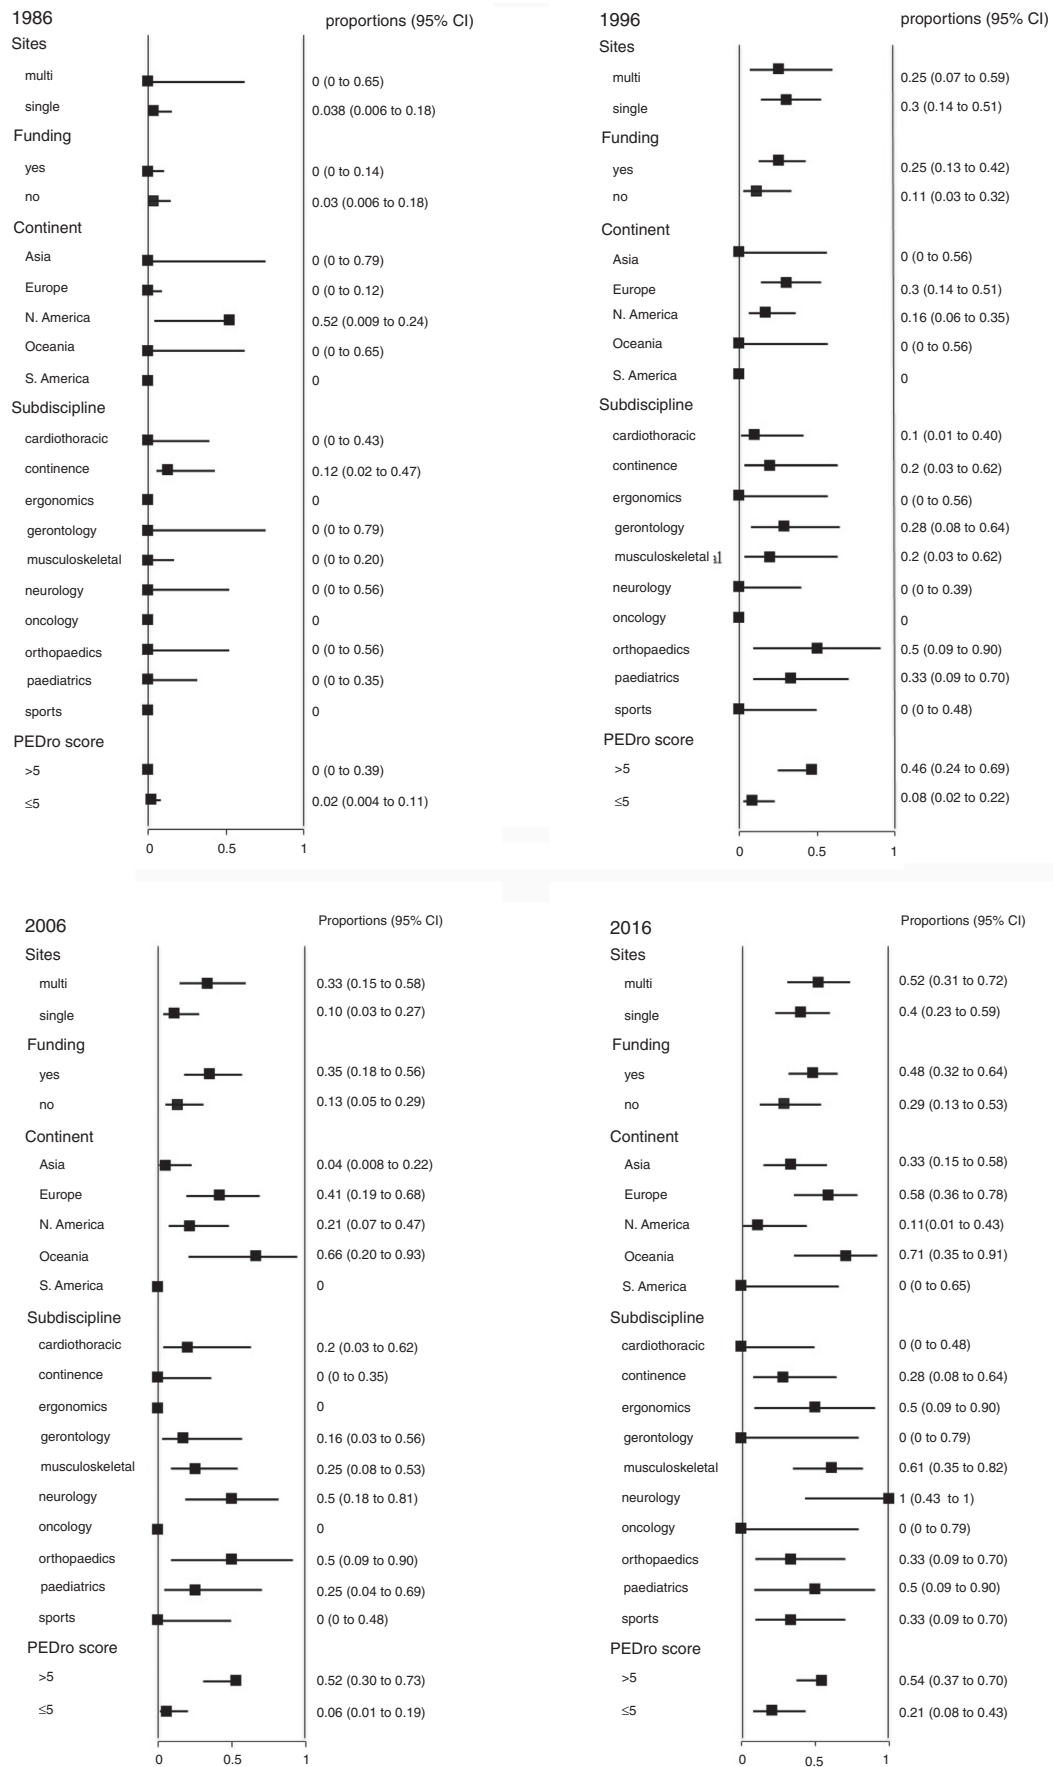 1986 proportions (95% CI)
Sites
multi 0 (0 to 0.65)
single 0.038 (0.006 to 0.18)
Funding
yes 0 (0 to 0.14)
no 0.03 (0.006 to 0.18)
Continent
Asia 0 (0 to 0.79)
Europe 0 (0 to 0.12)
N. America 0.52 (0.009 to 0.24)
Oceania 0 (0 to 0.65)
S. America 0
Subdiscipline
cardiothoracic 0 (0 to 0.43)
continence 0.12 (0.02 to 0.47)
ergonomics 0
gerontology 0 (0 to 0.79)
musculoskeletal 0 (0 to 0.20)
neurology 0 (0 to 0.56)
oncology 0
orthopaedics 0 (0 to 0.56)
paediatrics 0 (0 to 0.35)
sports 0
PEDro score
>5 0 (0 to 0.39)
≤5 0.02 (0.004 to 0.11)
0 0.5 1
1996 proportions (95% CI)
Sites
multi 0.25 (0.07 to 0.59)
single 0.3 (0.14 to 0.51)
Funding
yes 0.25 (0.13 to 0.42)
no 0.11 (0.03 to 0.32)
Continent
Asia 0 (0 to 0.56)
Europe 0.3 (0.14 to 0.51)
N. America 0.16 (0.06 to 0.35)
Oceania 0 (0 to 0.56)
S. America 0
Subdiscipline
cardiothoracic 0.1 (0.01 to 0.40)
continence 0.2 (0.03 to 0.62)
ergonomics 0 (0 to 0.56)
gerontology 0.28 (0.08 to 0.64)
musculoskeletal al 0.2 (0.03 to 0.62)
neurology 0 (0 to 0.39)
oncology 0
orthopaedics 0.5 (0.09 to 0.90)
paediatrics 0.33 (0.09 to 0.70)
sports 0 (0 to 0.48)
PEDro score
>5 0.46 (0.24 to 0.69)
≤5 0.08 (0.02 to 0.22)
0 0.5 1
2006 Proportions (95% CI)
Sites
multi 0.33 (0.15 to 0.58)
single 0.10 (0.03 to 0.27)
Funding
yes 0.35 (0.18 to 0.56)
no 0.13 (0.05 to 0.29)
Continent
Asia 0.04 (0.008 to 0.22)
Europe 0.41 (0.19 to 0.68)
N. America 0.21 (0.07 to 0.47)
Oceania 0.66 (0.20 to 0.93)
S. America 0
Subdiscipline
cardiothoracic 0.2 (0.03 to 0.62)
continence 0 (0 to 0.35)
ergonomics 0
gerontology 0.16 (0.03 to 0.56)
musculoskeletal 0.25 (0.08 to 0.53)
neurology 0.5 (0.18 to 0.81)
oncology 0
orthopaedics 0.5 (0.09 to 0.90)
paediatrics 0.25 (0.04 to 0.69)
sports 0 (0 to 0.48)
PEDro score
>5 0.52 (0.30 to 0.73)
≤5 0.06 (0.01 to 0.19)
0 0.5 1
2016 Proportions (95% CI)
Sites
multi 0.52 (0.31 to 0.72)
single 0.4 (0.23 to 0.59)
Funding
yes 0.48 (0.32 to 0.64)
no 0.29 (0.13 to 0.53)
Continent
Asia 0.33 (0.15 to 0.58)
Europe 0.58 (0.36 to 0.78)
N. America 0.11(0.01 to 0.43)
Oceania 0.71 (0.35 to 0.91)
S. America 0 (0 to 0.65)
Subdiscipline
cardiothoracic 0 (0 to 0.48)
continence 0.28 (0.08 to 0.64)
ergonomics 0.5 (0.09 to 0.90)
gerontology 0 (0 to 0.79)
musculoskeletal 0.61 (0.35 to 0.82)
neurology 1 (0.43 to 1)
oncology 0 (0 to 0.79)
orthopaedics 0.33 (0.09 to 0.70)
paediatrics 0.5 (0.09 to 0.90)
sports 0.33 (0.09 to 0.70)
PEDro score
>5 0.54 (0.37 to 0.70)
≤5 0.21 (0.08 to 0.43)
0 0.5 1